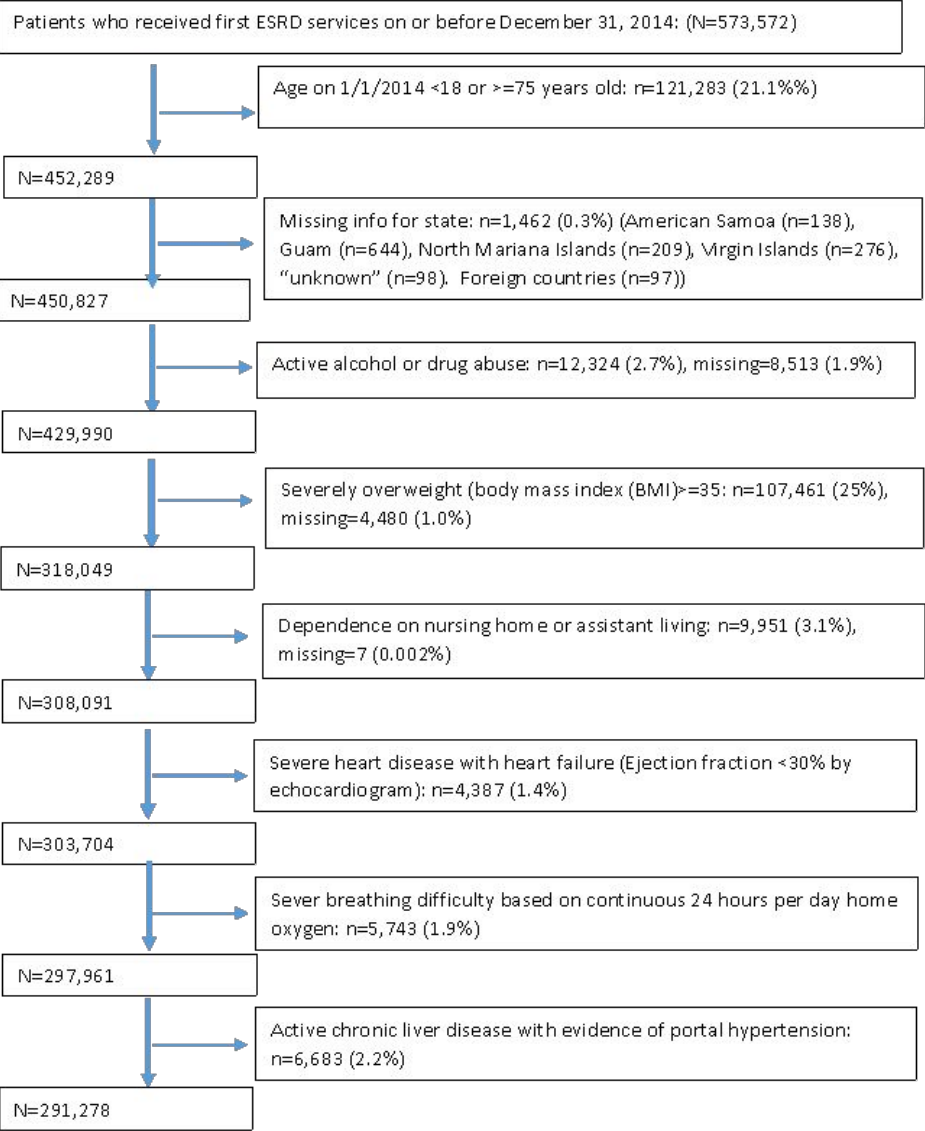 Patients who received first ESRD services on or before December 31, 2014: (N=573,572)
Age on 1/1/2014 <18 or >=75 years old: n=121,283 (21.1%%)
N=452,289
Missing info for state: n=1,462 (0.3%) (American Samoa (n=138),
Guam (n=644), North Mariana Islands (n=209), Virgin Islands (n=276),
“unknown” (n=98).  Foreign countries (n=97))
N=450,827
Active alcohol or drug abuse: n=12,324 (2.7%), missing=8,513 (1.9%)
N=429,990
Severely overweight (body mass index (BMI)>=35: n=107,461 (25%),
missing=4,480 (1.0%)
N=318,049
Dependence on nursing home or assistant living: n=9,951 (3.1%),
missing=7 (0.002%)
N=308,091
Severe heart disease with heart failure (Ejection fraction <30% by
echocardiogram): n=4,387 (1.4%)
N=303,704
Sever breathing difficulty based on continuous 24 hours per day home
oxygen: n=5,743 (1.9%)
N=297,961
Active chronic liver disease with evidence of portal hypertension:
n=6,683 (2.2%)
N=291,278